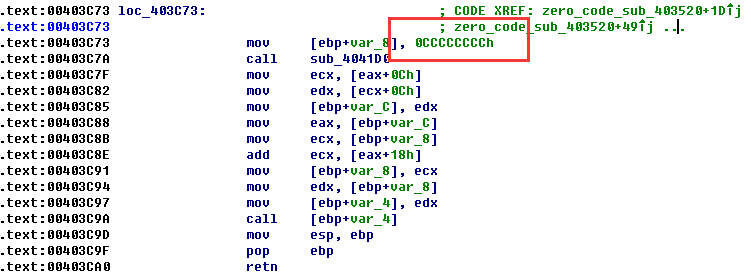 .text:00403C73 loc_403C73: ; CODE XREF: zero_code_sub_403520+1D↑j
.text:00403C73 ; zero_code_sub_403520+49↑j ...
.text:00403C73 mov [ebp+var_8], 0CCCCCCCCh
.text:00403C7A call sub_4041D0
.text:00403C7F mov ecx, [eax+0Ch]
.text:00403C82 mov edx, [ecx+0Ch]
.text:00403C85 mov [ebp+var_C], edx
.text:00403C88 mov eax, [ebp+var_C]
.text:00403C8B mov ecx, [ebp+var_8]
.text:00403C8E add ecx, [eax+18h]
.text:00403C91 mov [ebp+var_8], ecx
.text:00403C94 mov edx, [ebp+var_8]
.text:00403C97 mov [ebp+var_4], edx
.text:00403C9A call [ebp+var_4]
.text:00403C9D mov esp, ebp
.text:00403C9F pop ebp
.text:00403CA0 retn